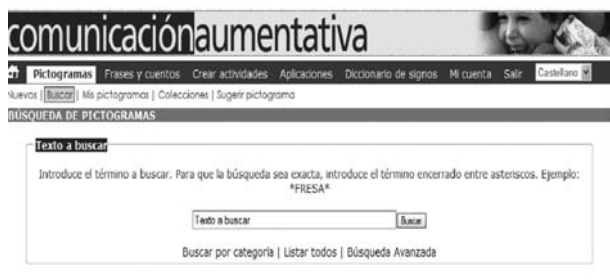 comunicaciónaumentativa
Pictogramas Frases y cuentos Crear actividades Aplicaciones Diccionario de signos Mi cuenta Salir Castellano
Nuevos | Buscar | Mis pictogramas | Colecciones | Sugerir pictograma
BÚSQUEDA DE PICTOGRAMAS
Texto a buscar
Introduce el término a buscar. Para que la búsqueda sea exacta, introduce el término encerrado entre asteriscos. Ejemplo:
*FRESA*
Texto a buscar Buscar
Buscar por categoría | Listar todos | Búsqueda Avanzada